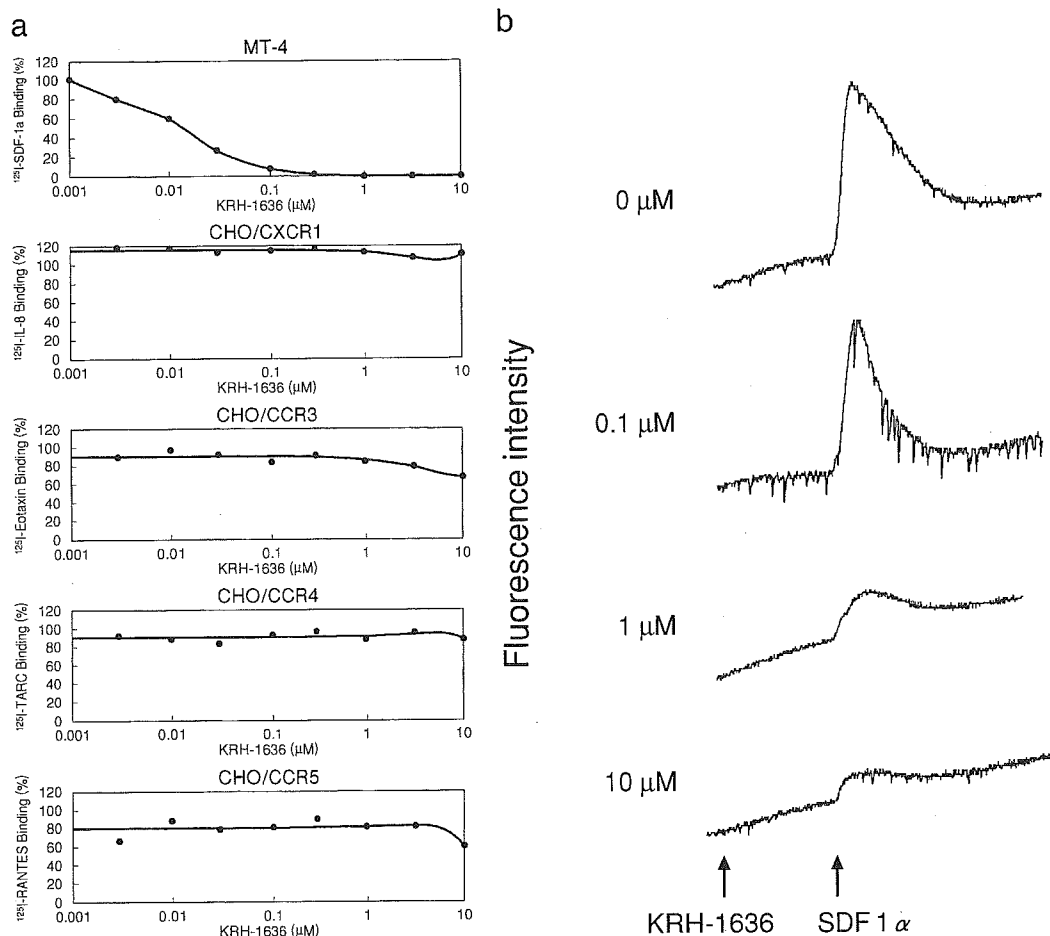 a
MT-4
120
100
80
60
40
20
0
¹²⁵I-SDF-1a Binding (%)
0.001 0.01 0.1 1 10
KRH-1636 (µM)
CHO/CXCR1
120
100
80
60
40
20
0
¹²⁵I-IL-8 Binding (%)
0.001 0.01 0.1 1 10
KRH-1636 (µM)
CHO/CCR3
120
100
80
60
40
20
0
¹²⁵I-Eotaxin Binding (%)
0.001 0.01 0.1 1 10
KRH-1636 (µM)
CHO/CCR4
120
100
80
60
40
20
0
¹²⁵I-TARC Binding (%)
0.001 0.01 0.1 1 10
KRH-1636 (µM)
CHO/CCR5
120
100
80
60
40
20
0
¹²⁵I-RANTES Binding (%)
0.001 0.01 0.1 1 10
KRH-1636 (µM)
b
Fluorescence intensity
0 µM
0.1 µM
1 µM
10 µM
KRH-1636 SDF 1 α